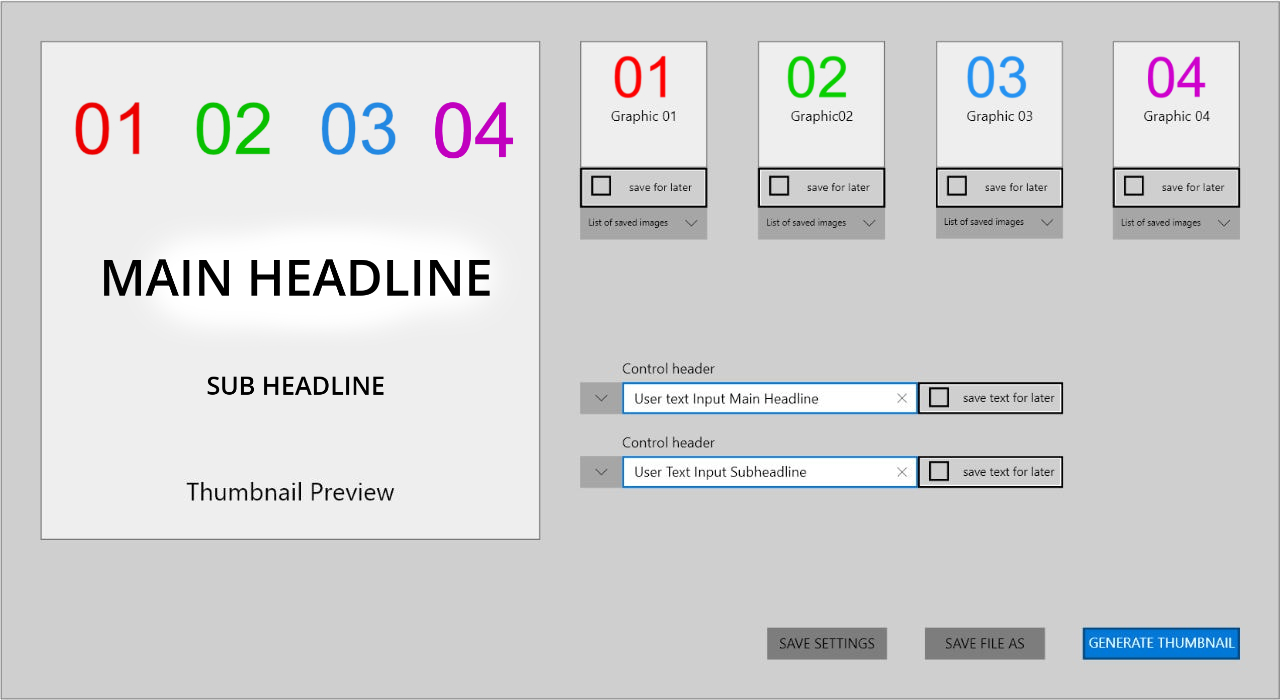 01 02 03 04
MAIN HEADLINE
SUB HEADLINE
Thumbnail Preview
01
Graphic 01
save for later
List of saved images
02
Graphic02
save for later
List of saved images
03
Graphic 03
save for later
List of saved images
04
Graphic 04
save for later
List of saved images
Control header
User text Input Main Headline
save text for later
Control header
User Text Input Subheadline
save text for later
SAVE SETTINGS
SAVE FILE AS
GENERATE THUMBNAIL